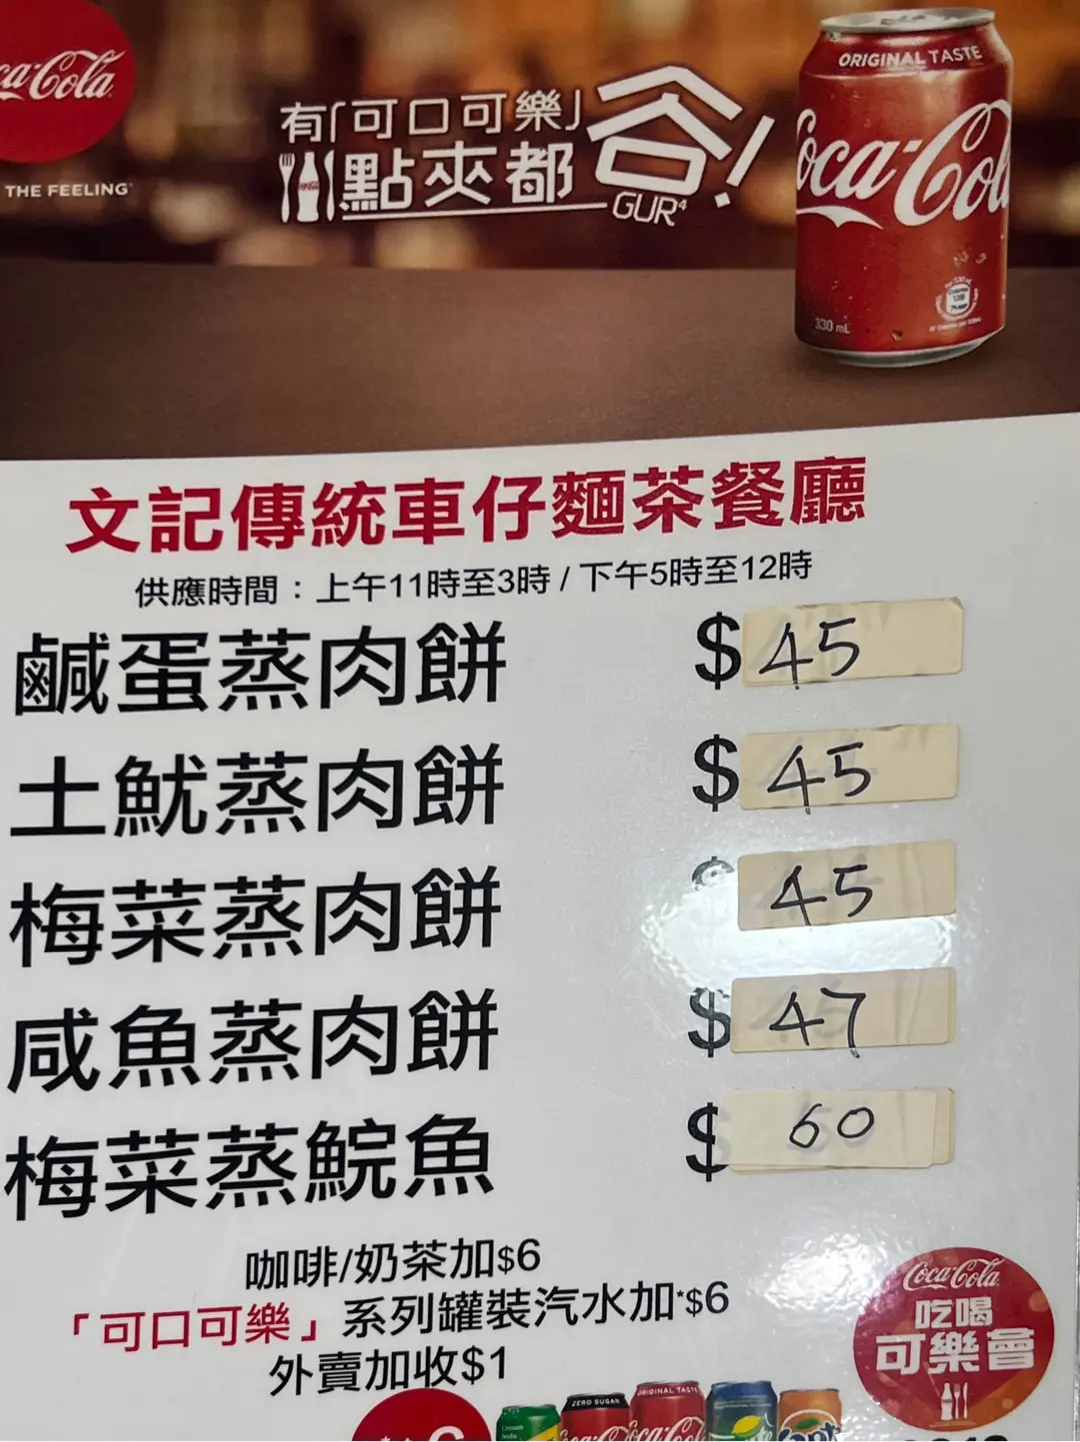 Coca-Cola
THE FEELING
有「可口可樂」
點夾都 谷!
GUR⁴
ORIGINAL TASTE
Coca-Cola
330 mL
文記傳統車仔麵茶餐廳
供應時間：上午11時至3時 / 下午5時至12時
鹹蛋蒸肉餅 $45
土魷蒸肉餅 $45
梅菜蒸肉餅 $45
咸魚蒸肉餅 $47
梅菜蒸鯇魚 $60
咖啡/奶茶加$6
「可口可樂」系列罐裝汽水加*$6
外賣加收$1
Coca-Cola
吃喝
可樂會
ZERO SUGAR
ORIGINAL TASTE